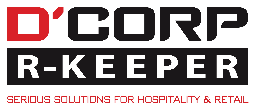 D'CORP
R-KEEPER
SERIOUS SOLUTIONS FOR HOSPITALITY & RETAIL